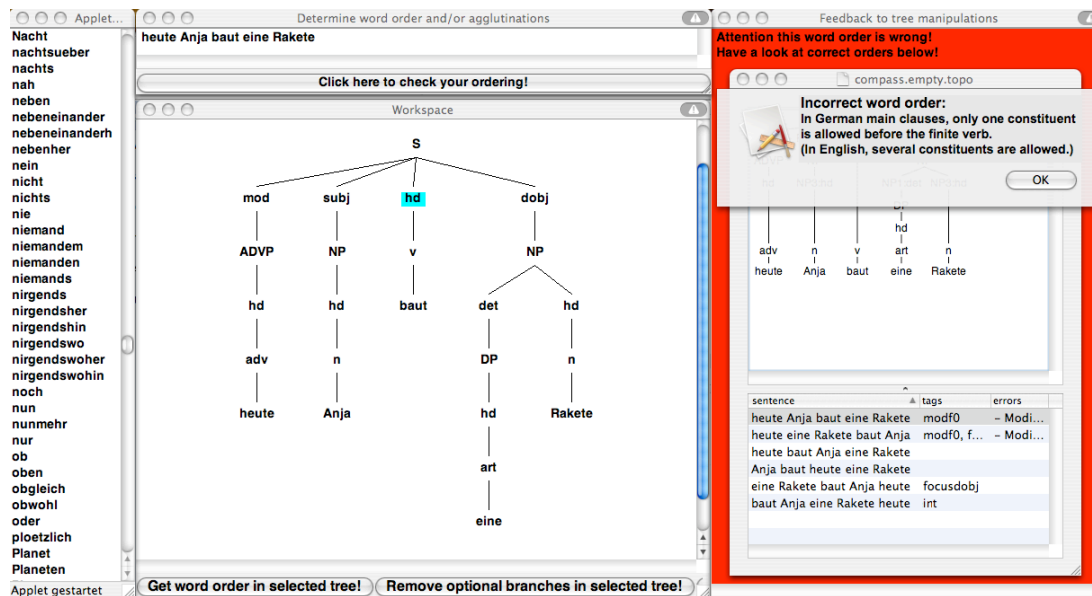 Applet...
Nacht
nachtsueber
nachts
nah
neben
nebeneinander
nebeneinanderh
nebenher
nein
nicht
nichts
nie
niemand
niemandem
niemanden
niemands
nirgends
nirgendsher
nirgendshin
nirgendswo
nirgendswoher
nirgendswohin
noch
nun
nunmehr
nur
ob
oben
obgleich
obwohl
oder
ploetzlich
Planet
Planeten
Applet gestartet
Determine word order and/or agglutinations
heute Anja baut eine Rakete
Click here to check your ordering!
Workspace
S
mod subj hd dobj
ADVP NP v NP
hd hd baut det hd
adv n DP n
heute Anja hd Rakete
art
eine
Get word order in selected tree! Remove optional branches in selected tree!
Feedback to tree manipulations
Attention this word order is wrong!
Have a look at correct orders below!
compass.empty.topo
Incorrect word order:
In German main clauses, only one constituent
is allowed before the finite verb.
(In English, several constituents are allowed.)
OK
hd
adv n v art n
heute Anja baut eine Rakete
sentence tags errors
heute Anja baut eine Rakete modf0 – Modi...
heute eine Rakete baut Anja modf0, f... – Modi...
heute baut Anja eine Rakete
Anja baut heute eine Rakete
eine Rakete baut Anja heute focusdobj
baut Anja eine Rakete heute int